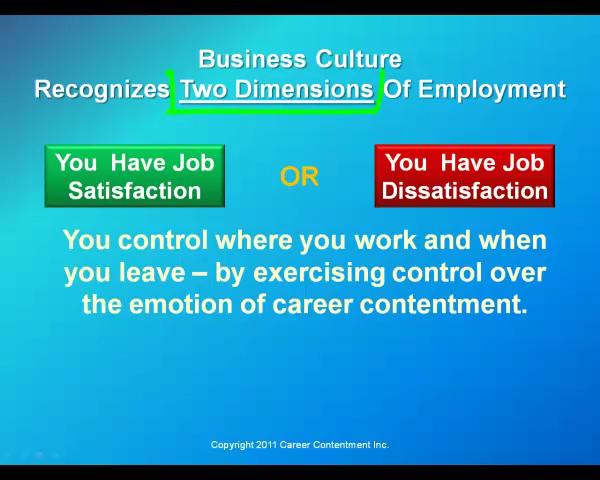 Business Culture
Recognizes Two Dimensions Of Employment
You Have Job
Satisfaction
OR
You Have Job
Dissatisfaction
You control where you work and when
you leave – by exercising control over
the emotion of career contentment.
Copyright 2011 Career Contentment Inc.